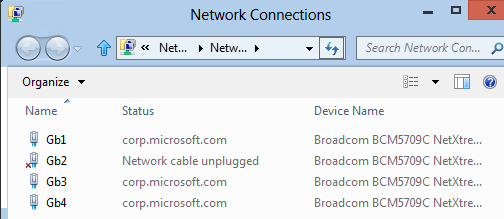 Network Connections
« Net... Netw...
Search Network Con...
Organize
Name Status Device Name
Gb1 corp.microsoft.com Broadcom BCM5709C NetXtre...
Gb2 Network cable unplugged Broadcom BCM5709C NetXtre...
Gb3 corp.microsoft.com Broadcom BCM5709C NetXtre...
Gb4 corp.microsoft.com Broadcom BCM5709C NetXtre...